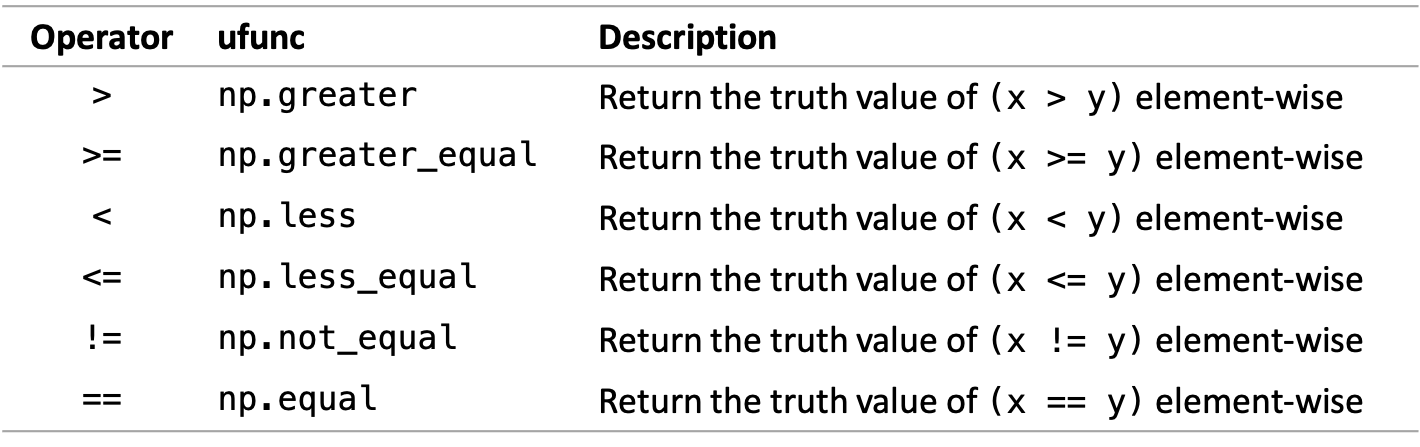 Operator ufunc Description
> np.greater Return the truth value of (x > y) element-wise
>= np.greater_equal Return the truth value of (x >= y) element-wise
< np.less Return the truth value of (x < y) element-wise
<= np.less_equal Return the truth value of (x <= y) element-wise
!= np.not_equal Return the truth value of (x != y) element-wise
== np.equal Return the truth value of (x == y) element-wise